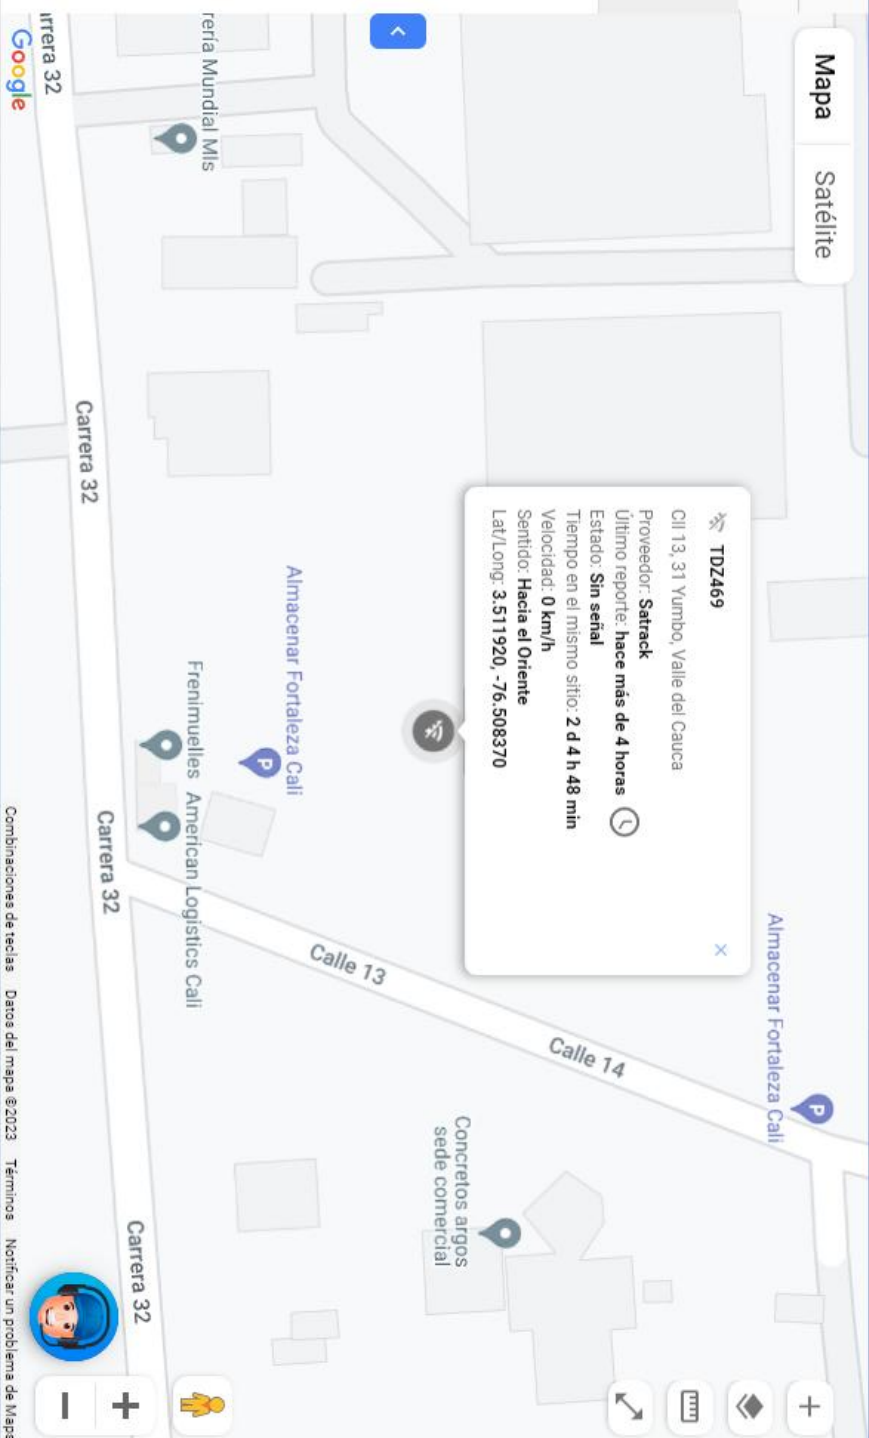 Mapa
Satélite
TDZ469
Cll 13, 31 Yumbo, Valle del Cauca
Proveedor: Satrack
Último reporte: hace más de 4 horas
Estado: Sin señal
Tiempo en el mismo sitio: 2 d 4 h 48 min
Velocidad: 0 km/h
Sentido: Hacia el Oriente
Lat/Long: 3.511920, -76.508370
Almacenar Fortaleza Cali
P
Calle 14
Concretos argos
sede comercial
Calle 13
Almacenar Fortaleza Cali
P
rería Mundial Mls
Frenimuelles
American Logistics Cali
Carrera 32
Carrera 32
Carrera 32
rrera 32
Google
Combinaciones de teclas
Datos del mapa ©2023
Términos
Notificar un problema de Maps